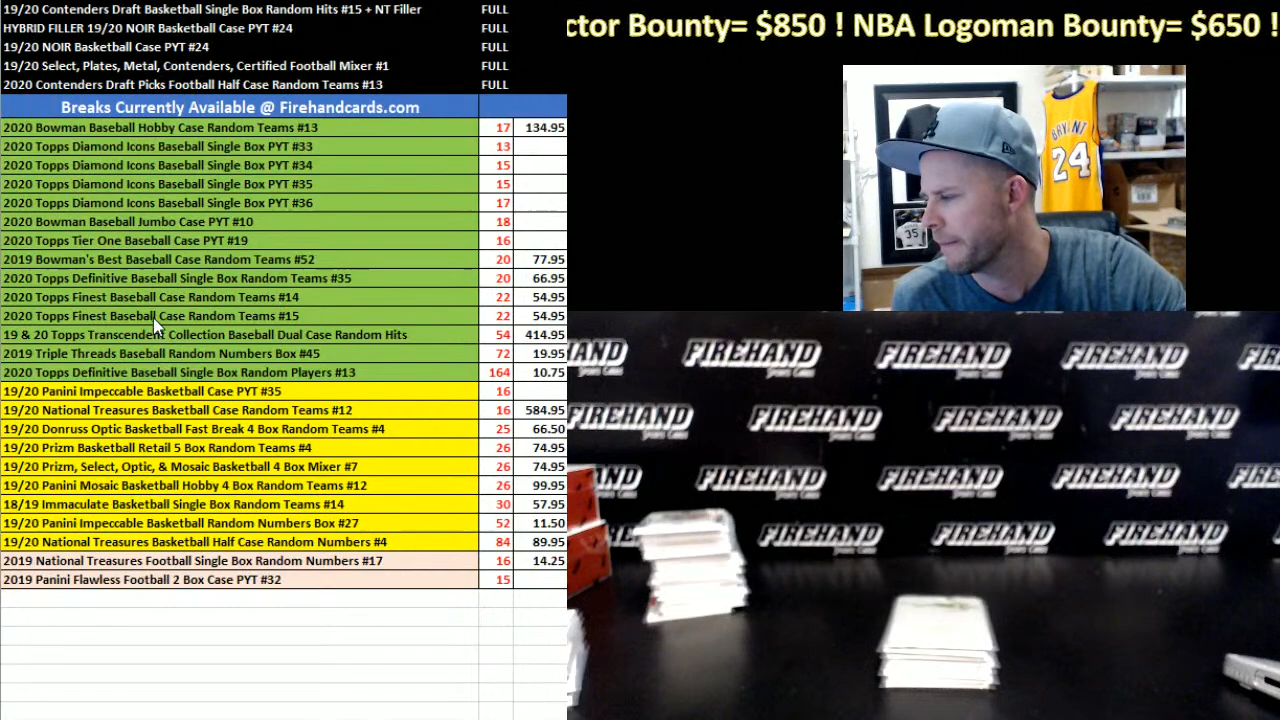 19/20 Contenders Draft Basketball Single Box Random Hits #15 + NT Filler FULL
HYBRID FILLER 19/20 NOIR Basketball Case PYT #24 FULL
19/20 NOIR Basketball Case PYT #24 FULL
19/20 Select, Plates, Metal, Contenders, Certified Football Mixer #1 FULL
2020 Contenders Draft Picks Football Half Case Random Teams #13 FULL
Breaks Currently Available @ Firehandcards.com
2020 Bowman Baseball Hobby Case Random Teams #13 17 134.95
2020 Topps Diamond Icons Baseball Single Box PYT #33 13
2020 Topps Diamond Icons Baseball Single Box PYT #34 15
2020 Topps Diamond Icons Baseball Single Box PYT #35 15
2020 Topps Diamond Icons Baseball Single Box PYT #36 17
2020 Bowman Baseball Jumbo Case PYT #10 18
2020 Topps Tier One Baseball Case PYT #19 16
2019 Bowman's Best Baseball Case Random Teams #52 20 77.95
2020 Topps Definitive Baseball Single Box Random Teams #35 20 66.95
2020 Topps Finest Baseball Case Random Teams #14 22 54.95
2020 Topps Finest Baseball Case Random Teams #15 22 54.95
19 & 20 Topps Transcendent Collection Baseball Dual Case Random Hits 54 414.95
2019 Triple Threads Baseball Random Numbers Box #45 72 19.95
2020 Topps Definitive Baseball Single Box Random Players #13 164 10.75
19/20 Panini Impeccable Basketball Case PYT #35 16
19/20 National Treasures Basketball Case Random Teams #12 16 584.95
19/20 Donruss Optic Basketball Fast Break 4 Box Random Teams #4 25 66.50
19/20 Prizm Basketball Retail 5 Box Random Teams #4 26 74.95
19/20 Prizm, Select, Optic, & Mosaic Basketball 4 Box Mixer #7 26 74.95
19/20 Panini Mosaic Basketball Hobby 4 Box Random Teams #12 26 99.95
18/19 Immaculate Basketball Single Box Random Teams #14 30 57.95
19/20 Panini Impeccable Basketball Random Numbers Box #27 52 11.50
19/20 National Treasures Basketball Half Case Random Numbers #4 84 89.95
2019 National Treasures Football Single Box Random Numbers #17 16 14.25
2019 Panini Flawless Football 2 Box Case PYT #32 15
ctor Bounty= $850 ! NBA Logoman Bounty= $650 !
BRYANT
24
35
HAND FIREHAND FIREHAND FIREHAND FIRE
FIREHAND FIREHAND FIREHAND FIREHAND
FIREHAND FIREHAND FIREHAND
FIREHAND FIREHAND FIREHAND